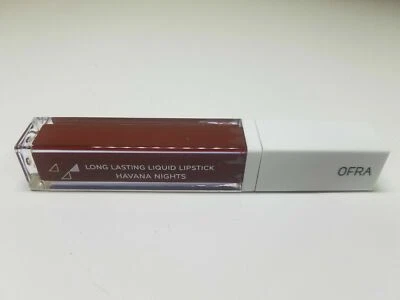 LONG LASTING LIQUID LIPSTICK
HAVANA NIGHTS
OFRA